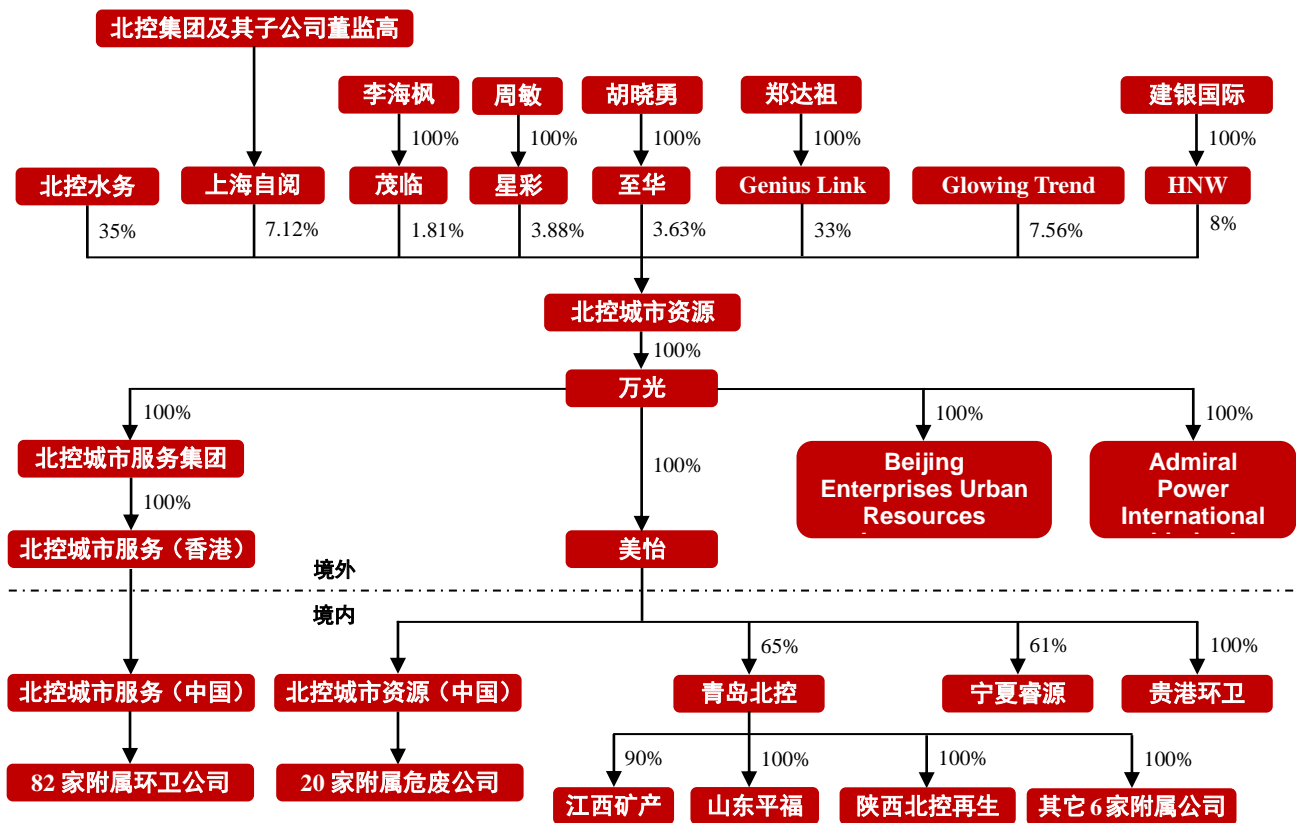 北控集团及其子公司董监高
李海枫 周敏 胡晓勇 郑达祖 建银国际
100% 100% 100% 100% 100%
北控水务 上海自阅 茂临 星彩 至华 Genius Link Glowing Trend HNW
35% 7.12% 1.81% 3.88% 3.63% 33% 7.56% 8%
北控城市资源
100%
万光
100% 100% 100%
北控城市服务集团
100%
Beijing
Enterprises Urban
Resources
Admiral
Power
International
100%
北控城市服务（香港）
美怡
境外
境内
65% 61% 100%
北控城市服务（中国） 北控城市资源（中国） 青岛北控 宁夏睿源 贵港环卫
90% 100% 100% 100%
82 家附属环卫公司 20 家附属危废公司 江西矿产 山东平福 陕西北控再生 其它 6 家附属公司